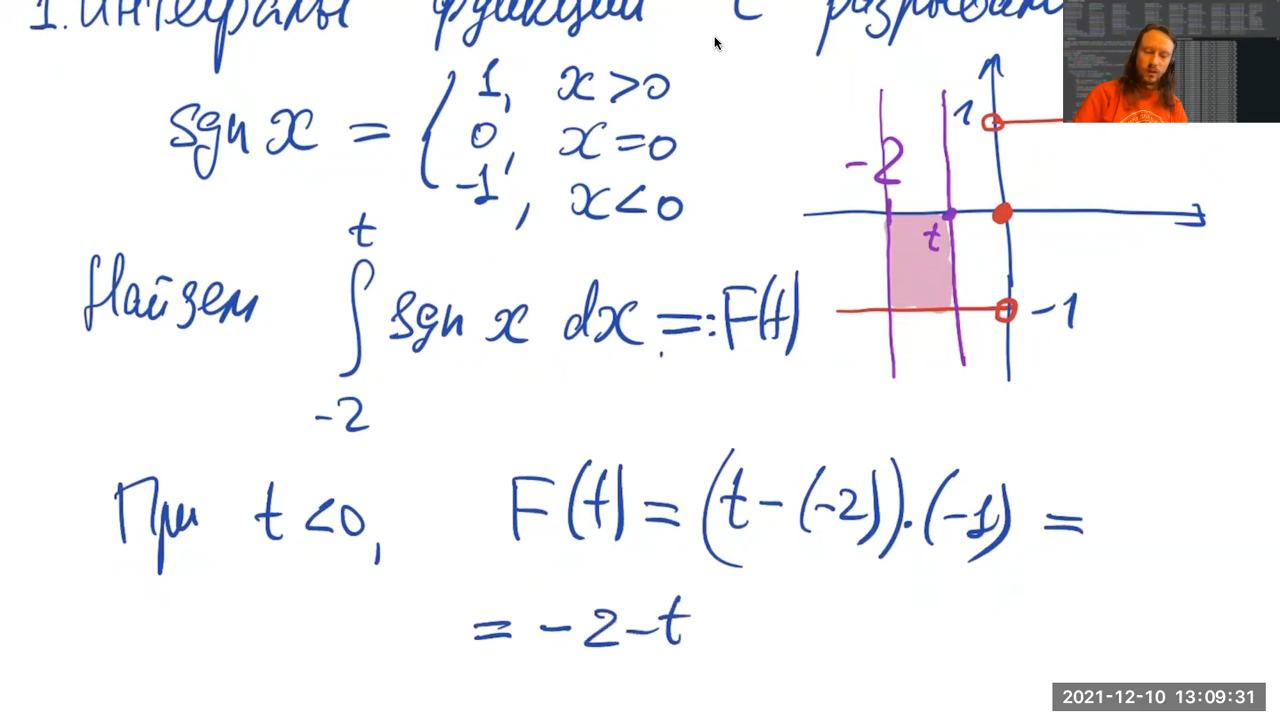 1. Интегралы функций с разрывами
sgn x = { 1, x > 0
0, x = 0
-1, x < 0
1
-2
t
-1
Найдем ∫_{-2}^{t} sgn x dx =: F(t)
При t < 0, F(t) = (t - (-2)) · (-1) =
= -2 - t
2021-12-10 13:09:31